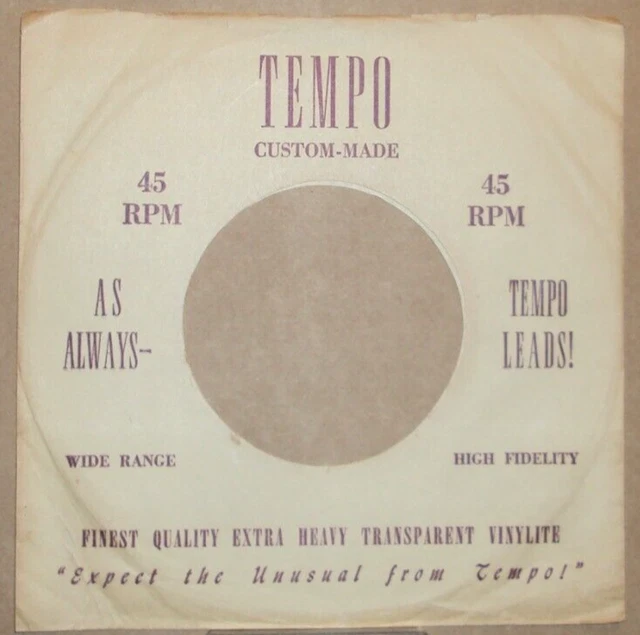 TEMPO
CUSTOM-MADE
45
RPM
45
RPM
AS
ALWAYS—
TEMPO
LEADS!
WIDE RANGE
HIGH FIDELITY
FINEST QUALITY EXTRA HEAVY TRANSPARENT VINYLITE
"Expect the Unusual from Tempo!"